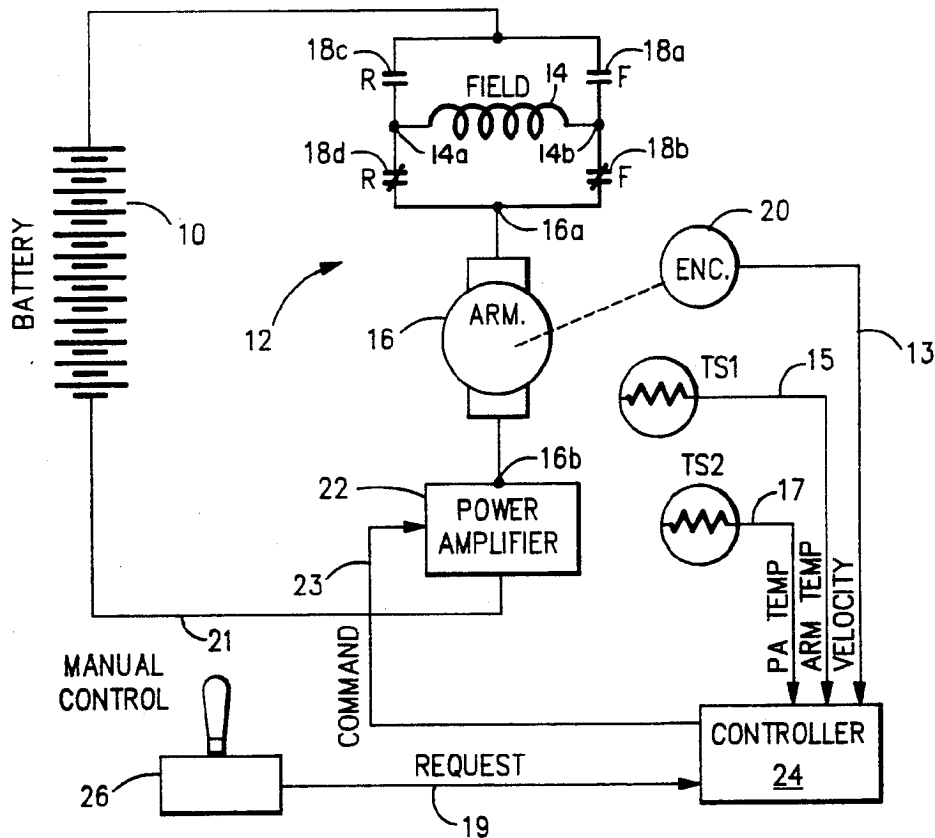 18c
18a
R
FIELD
14
F
14a
14b
18d
18b
R
F
16a
20
BATTERY
10
ENC.
12
16
ARM.
13
TS1
15
16b
TS2
22
POWER
AMPLIFIER
17
23
21
PA TEMP
ARM TEMP
VELOCITY
MANUAL
CONTROL
COMMAND
CONTROLLER
24
26
REQUEST
19